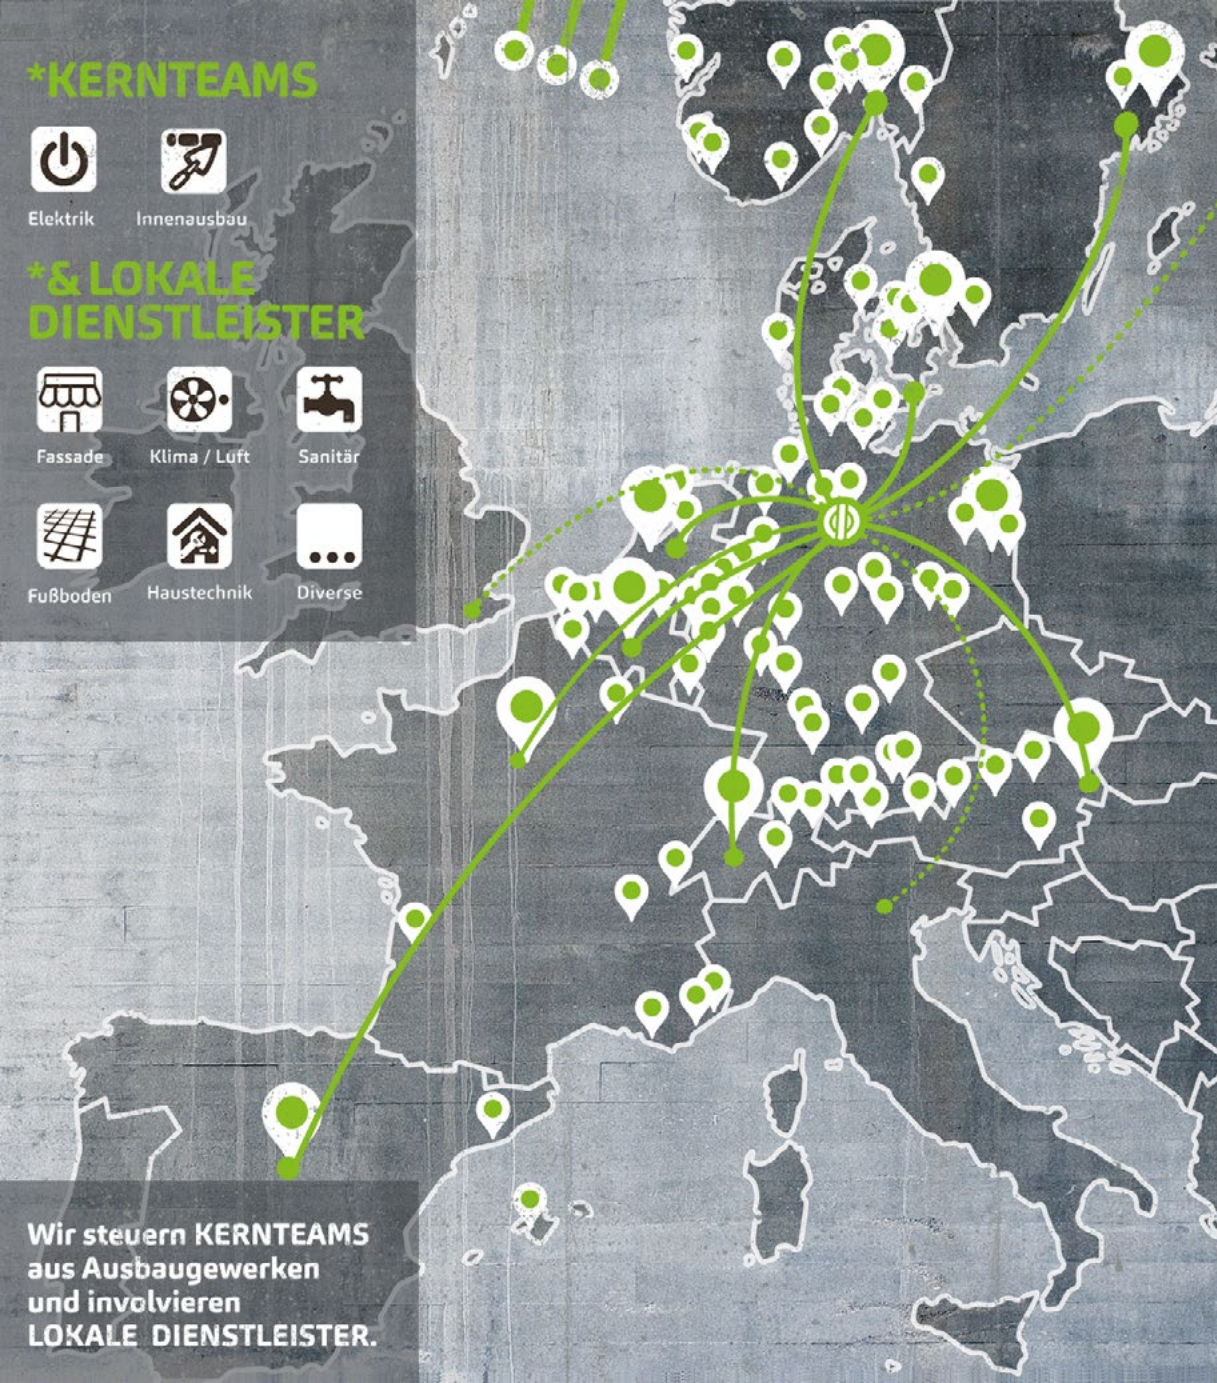 *KERNTEAMS
Elektrik Innenausbau
*& LOKALE
DIENSTLEISTER
Fassade Klima / Luft Sanitär
Fußboden Haustechnik Diverse
Wir steuern KERNTEAMS
aus Ausbaugewerken
und involvieren
LOKALE DIENSTLEISTER.